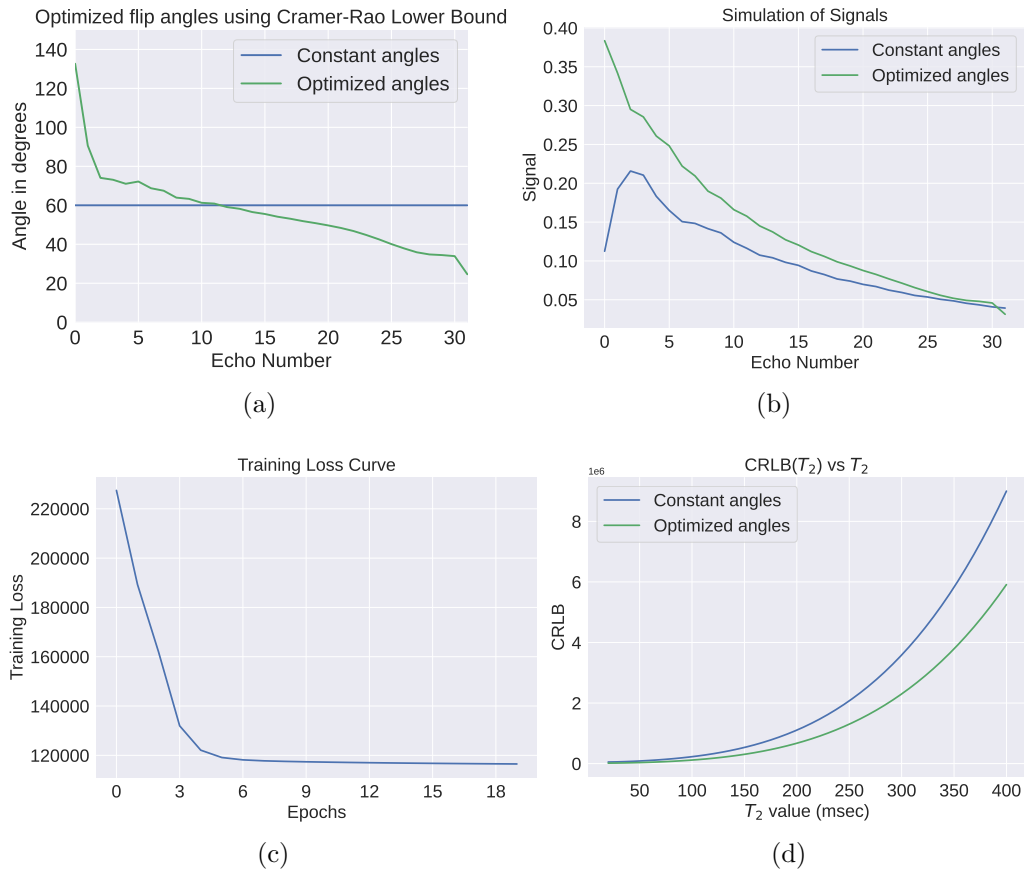 Optimized flip angles using Cramer-Rao Lower Bound
Constant angles
Optimized angles
Angle in degrees
140
120
100
80
60
40
20
0
0 5 10 15 20 25 30
Echo Number
(a)
Simulation of Signals
Constant angles
Optimized angles
Signal
0.40
0.35
0.30
0.25
0.20
0.15
0.10
0.05
0 5 10 15 20 25 30
Echo Number
(b)
Training Loss Curve
Training Loss
220000
200000
180000
160000
140000
120000
0 3 6 9 12 15 18
Epochs
(c)
CRLB(T₂) vs T₂
1e6
Constant angles
Optimized angles
CRLB
8
6
4
2
0
50 100 150 200 250 300 350 400
T₂ value (msec)
(d)